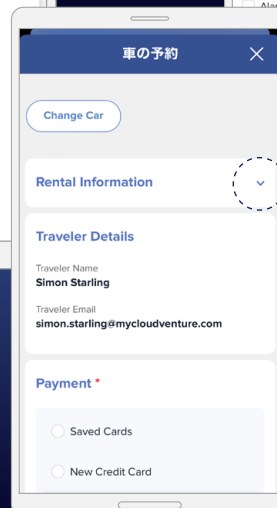 車の予約
Change Car
Rental Information
Traveler Details
Traveler Name
Simon Starling
Traveler Email
simon.starling@mycloudventure.com
Payment *
Saved Cards
New Credit Card